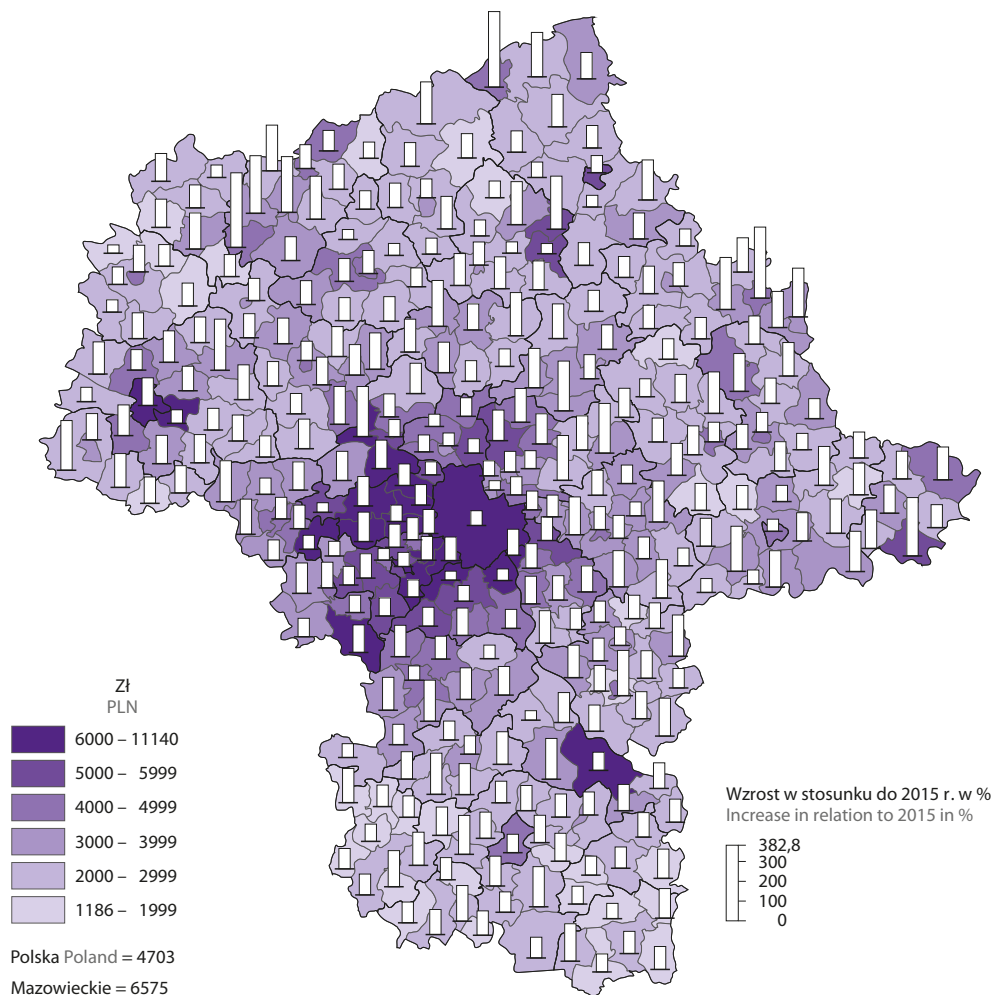 Zł
PLN
6000 – 11140
5000 – 5999
4000 – 4999
3000 – 3999
2000 – 2999
1186 – 1999
Polska Poland = 4703
Mazowieckie = 6575
Wzrost w stosunku do 2015 r. w %
Increase in relation to 2015 in %
382,8
300
200
100
0